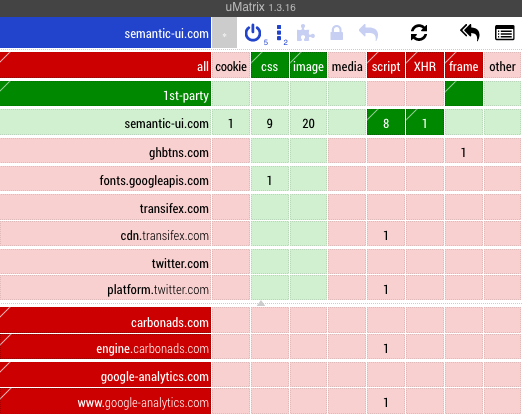 uMatrix 1.3.16
semantic-ui.com . 5 2
all cookie css image media script XHR frame other
1st-party
semantic-ui.com 1 9 20 8 1
ghbtns.com 1
fonts.googleapis.com 1
transifex.com
cdn.transifex.com 1
twitter.com
platform.twitter.com 1
carbonads.com
engine.carbonads.com 1
google-analytics.com
www.google-analytics.com 1